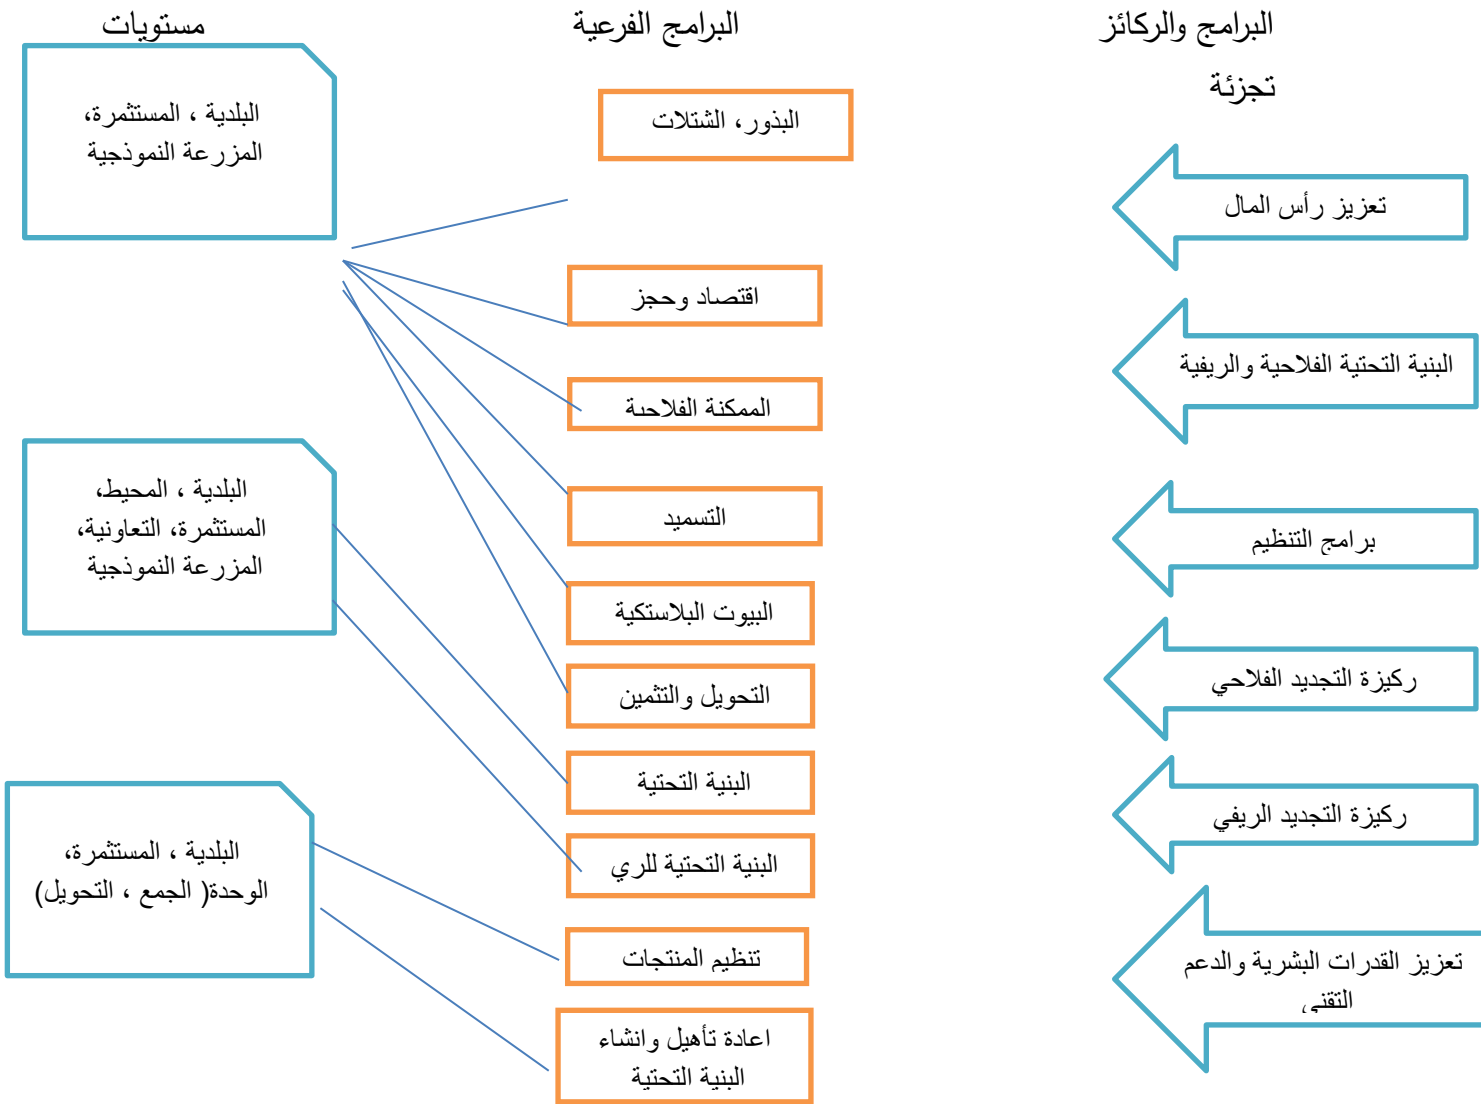 البرامج والركائز
البرامج الفرعية
مستويات
تجزئة
تعزيز رأس المال
البنية التحتية الفلاحية والريفية
برامج التنظيم
ركيزة التجديد الفلاحي
ركيزة التجديد الريفي
تعزيز القدرات البشرية والدعم
التقني
البذور، الشتلات
اقتصاد وحجز
الممكنة الفلاحية
التسميد
البيوت البلاستكية
التحويل والتثمين
البنية التحتية
البنية التحتية للري
تنظيم المنتجات
اعادة تأهيل وانشاء
البنية التحتية
البلدية ، المستثمرة،
المزرعة النموذجية
البلدية ، المحيط،
المستثمرة، التعاونية،
المزرعة النموذجية
البلدية ، المستثمرة،
الوحدة( الجمع ، التحويل)